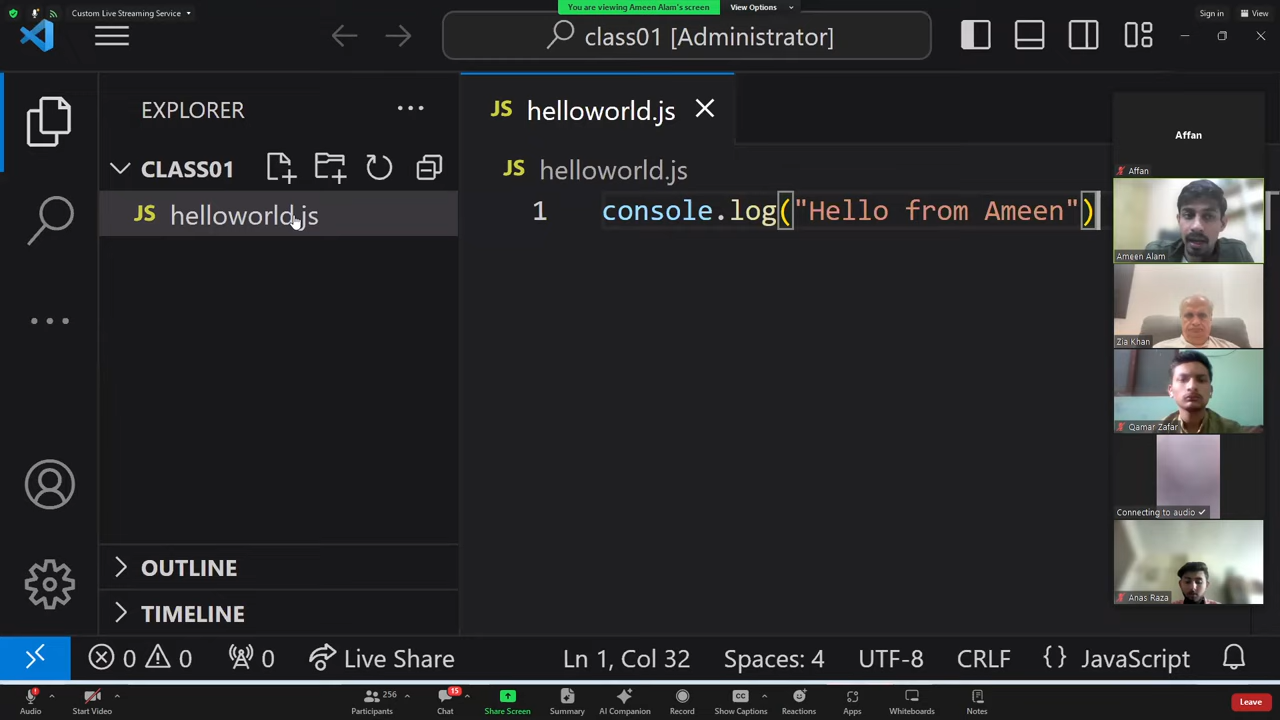 Custom Live Streaming Service
You are viewing Ameen Alam's screen
View Options
Sign in
View
class01 [Administrator]
EXPLORER
CLASS01
JS helloworld.js
OUTLINE
TIMELINE
JS helloworld.js
JS helloworld.js
1 console.log("Hello from Ameen")
Affan
Affan
Ameen Alam
Zia Khan
Qamar Zafar
Connecting to audio
Anas Raza
0 0 0 Live Share Ln 1, Col 32 Spaces: 4 UTF-8 CRLF {} JavaScript
Audio Start Video Participants 256 Chat 15 Share Screen Summary AI Companion Record Show Captions Reactions Apps Whiteboards Notes Leave